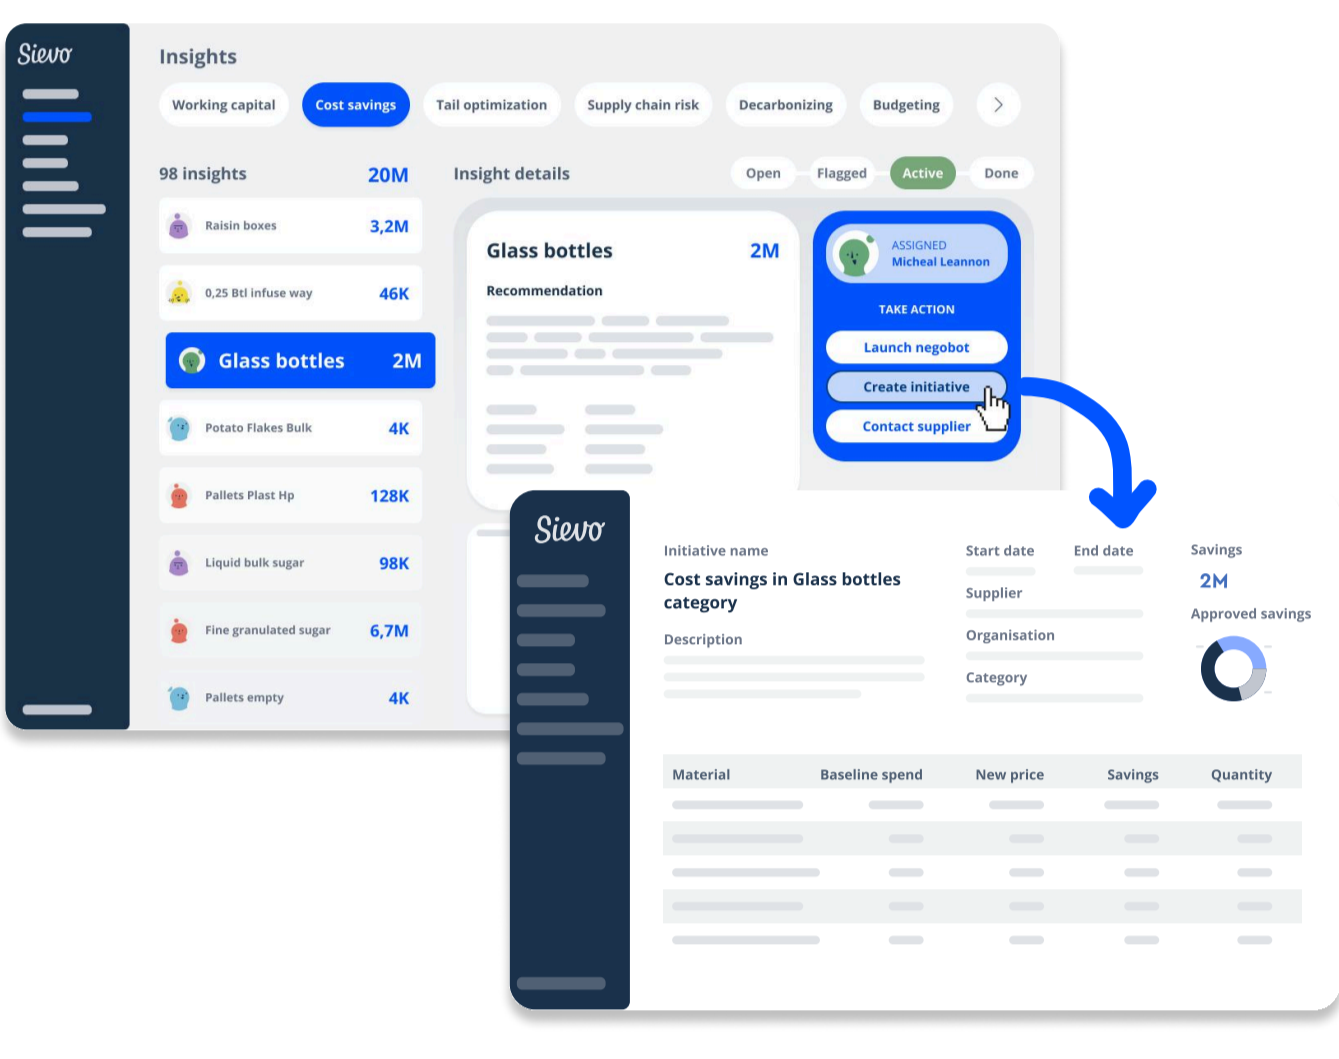 Sievo
Insights
Working capital
Cost savings
Tail optimization
Supply chain risk
Decarbonizing
Budgeting
98 insights
20M
Insight details
Open
Flagged
Active
Done
Raisin boxes
3,2M
0,25 Btl infuse way
46K
Glass bottles
2M
Potato Flakes Bulk
4K
Pallets Plast Hp
128K
Liquid bulk sugar
98K
Fine granulated sugar
6,7M
Pallets empty
4K
Glass bottles
2M
Recommendation
ASSIGNED
Micheal Leannon
TAKE ACTION
Launch negobot
Create initiative
Contact supplier
Sievo
Initiative name
Cost savings in Glass bottles
category
Description
Start date
End date
Supplier
Organisation
Category
Savings
2M
Approved savings
Material
Baseline spend
New price
Savings
Quantity